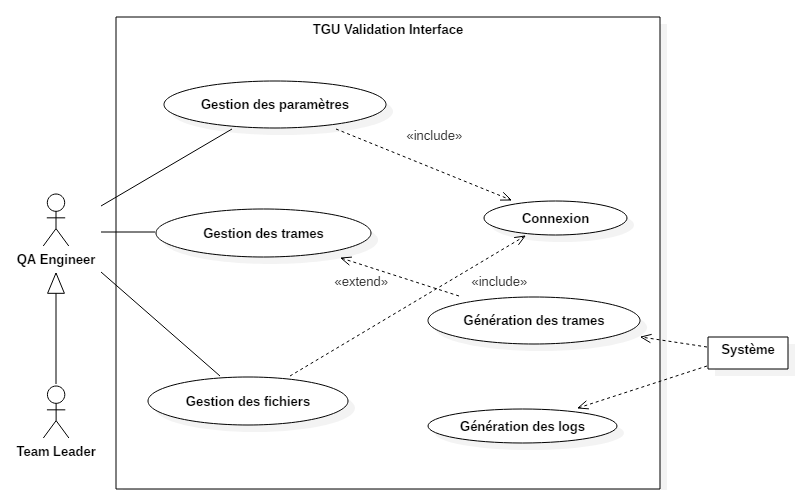 TGU Validation Interface
Gestion des paramètres
«include»
Connexion
Gestion des trames
QA Engineer
«extend»
«include»
Génération des trames
Système
Gestion des fichiers
Génération des logs
Team Leader